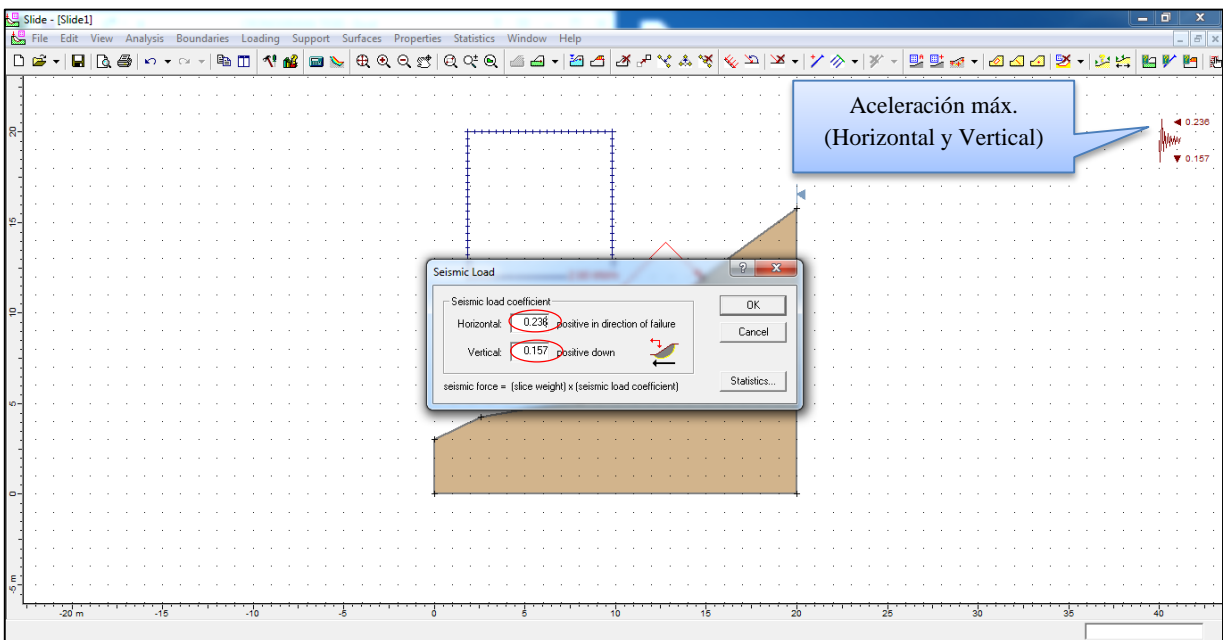 Slide - [Slide1]
File Edit View Analysis Boundaries Loading Support Surfaces Properties Statistics Window Help
Aceleración máx.
(Horizontal y Vertical)
0.236
0.157
20
15
10
5
0
-5 m
Seismic Load
Seismic load coefficient
Horizontal: 0.236 positive in direction of failure
Vertical: 0.157 positive down
seismic force = (slice weight) x (seismic load coefficient)
OK
Cancel
Statistics...
-20 m -15 -10 -5 0 5 10 15 20 25 30 35 40